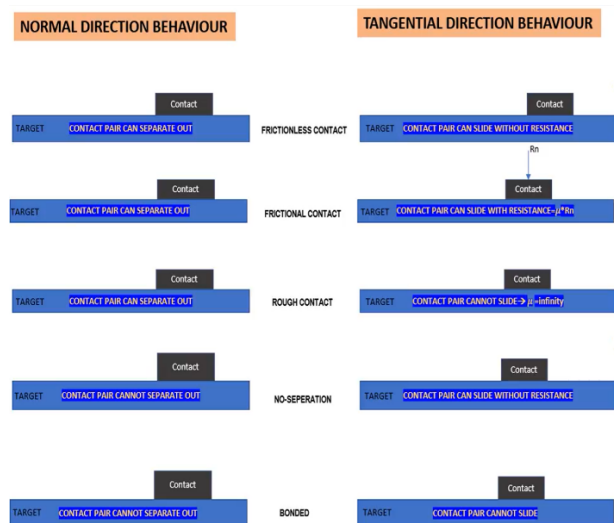 NORMAL DIRECTION BEHAVIOUR
TANGENTIAL DIRECTION BEHAVIOUR
Contact
Contact
TARGET CONTACT PAIR CAN SEPARATE OUT
FRICTIONLESS CONTACT
TARGET CONTACT PAIR CAN SLIDE WITHOUT RESISTANCE
Rn
Contact
Contact
TARGET CONTACT PAIR CAN SEPARATE OUT
FRICTIONAL CONTACT
TARGET CONTACT PAIR CAN SLIDE WITH RESISTANCE= μ*Rn
Contact
Contact
TARGET CONTACT PAIR CAN SEPARATE OUT
ROUGH CONTACT
TARGET CONTACT PAIR CANNOT SLIDE→ μ =infinity
Contact
Contact
TARGET CONTACT PAIR CANNOT SEPARATE OUT
NO-SEPERATION
TARGET CONTACT PAIR CAN SLIDE WITHOUT RESISTANCE
Contact
Contact
TARGET CONTACT PAIR CANNOT SEPARATE OUT
BONDED
TARGET CONTACT PAIR CANNOT SLIDE